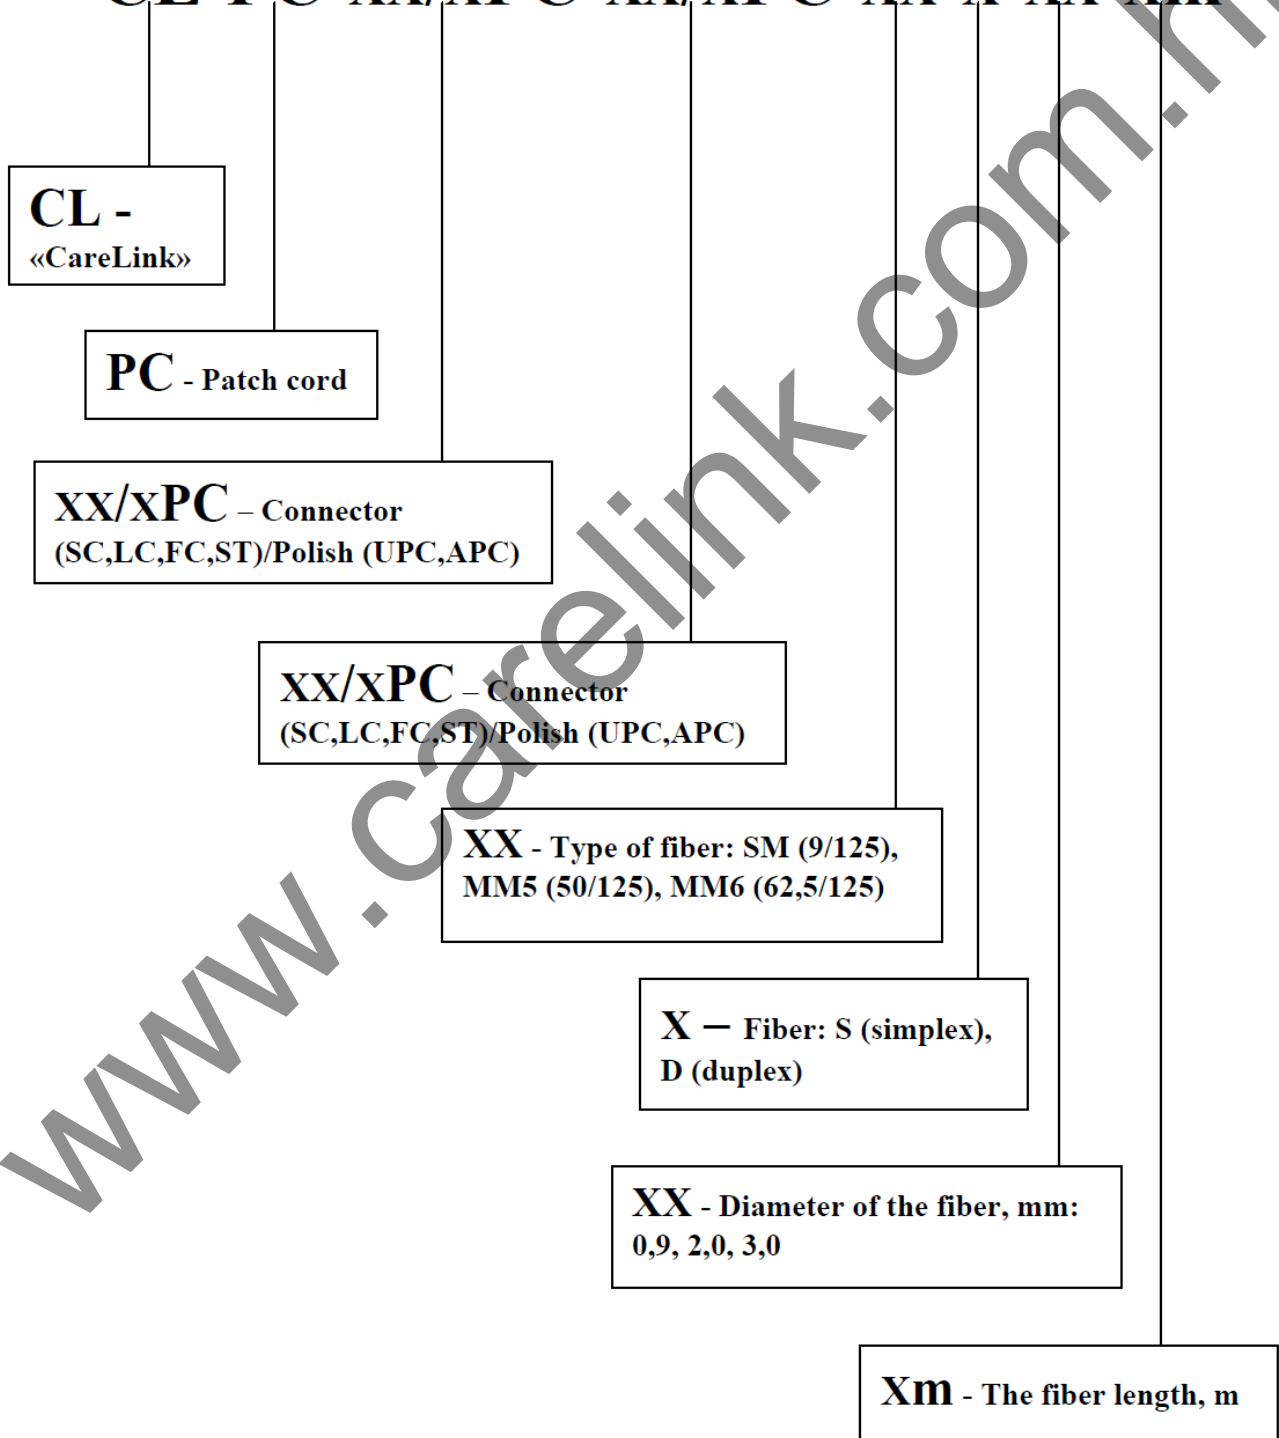 CL -
«CareLink»
PC - Patch cord
xx/xPC – Connector
(SC,LC,FC,ST)/Polish (UPC,APC)
xx/xPC – Connector
(SC,LC,FC,ST)/Polish (UPC,APC)
XX - Type of fiber: SM (9/125),
MM5 (50/125), MM6 (62,5/125)
X – Fiber: S (simplex),
D (duplex)
XX - Diameter of the fiber, mm:
0,9, 2,0, 3,0
Xm - The fiber length, m
www.carelink.com.